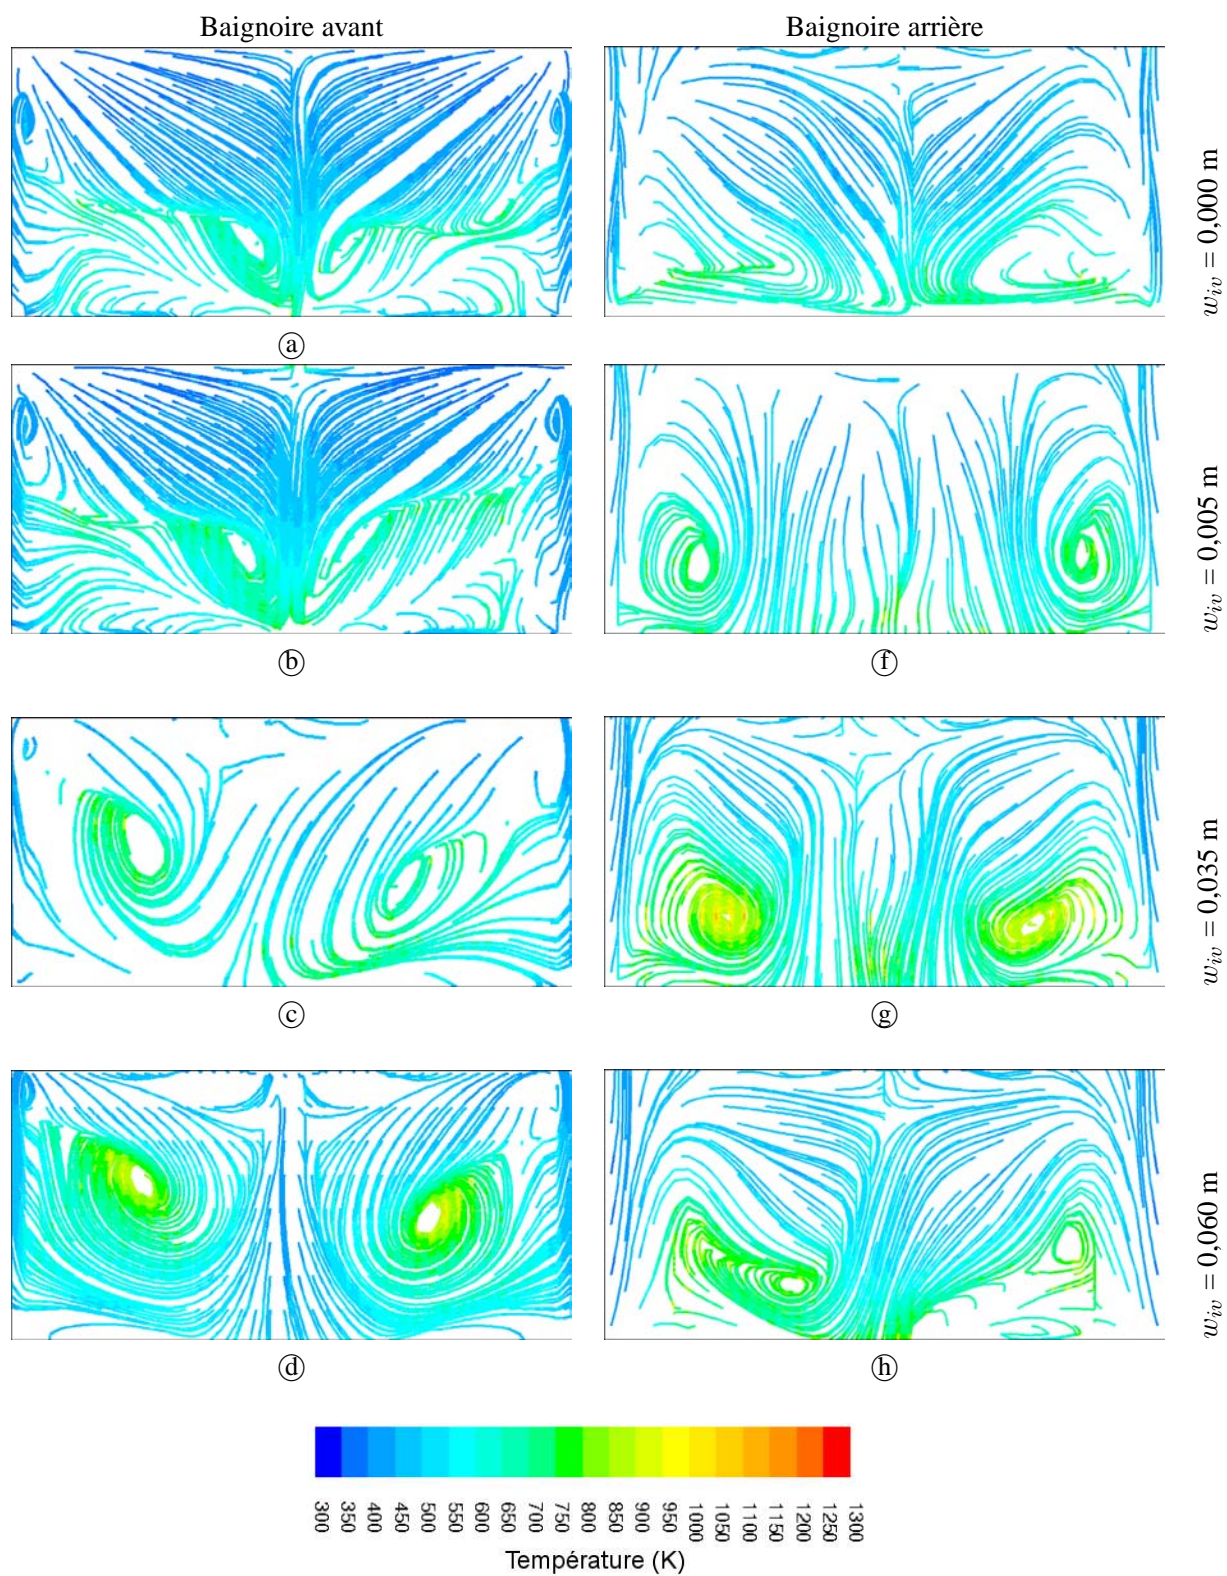 Baignoire avant
Baignoire arrière
w_iv = 0,000 m
ⓐ
w_iv = 0,005 m
ⓑ
ⓕ
w_iv = 0,035 m
ⓒ
ⓖ
w_iv = 0,060 m
ⓓ
ⓗ
300 350 400 450 500 550 600 650 700 750 800 850 900 950 1000 1050 1100 1150 1200 1250 1300
Température (K)